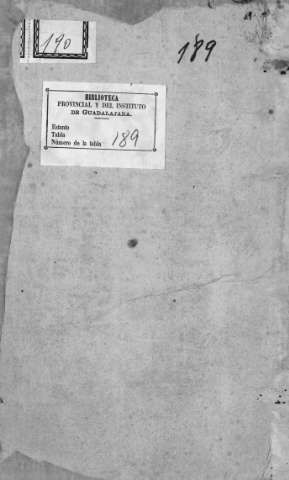 190
189
BIBLIOTECA
PROVINCIAL Y DEL INSTITUTO
DE GUADALAJARA.
Estante
Tabla
Número de la tabla 189